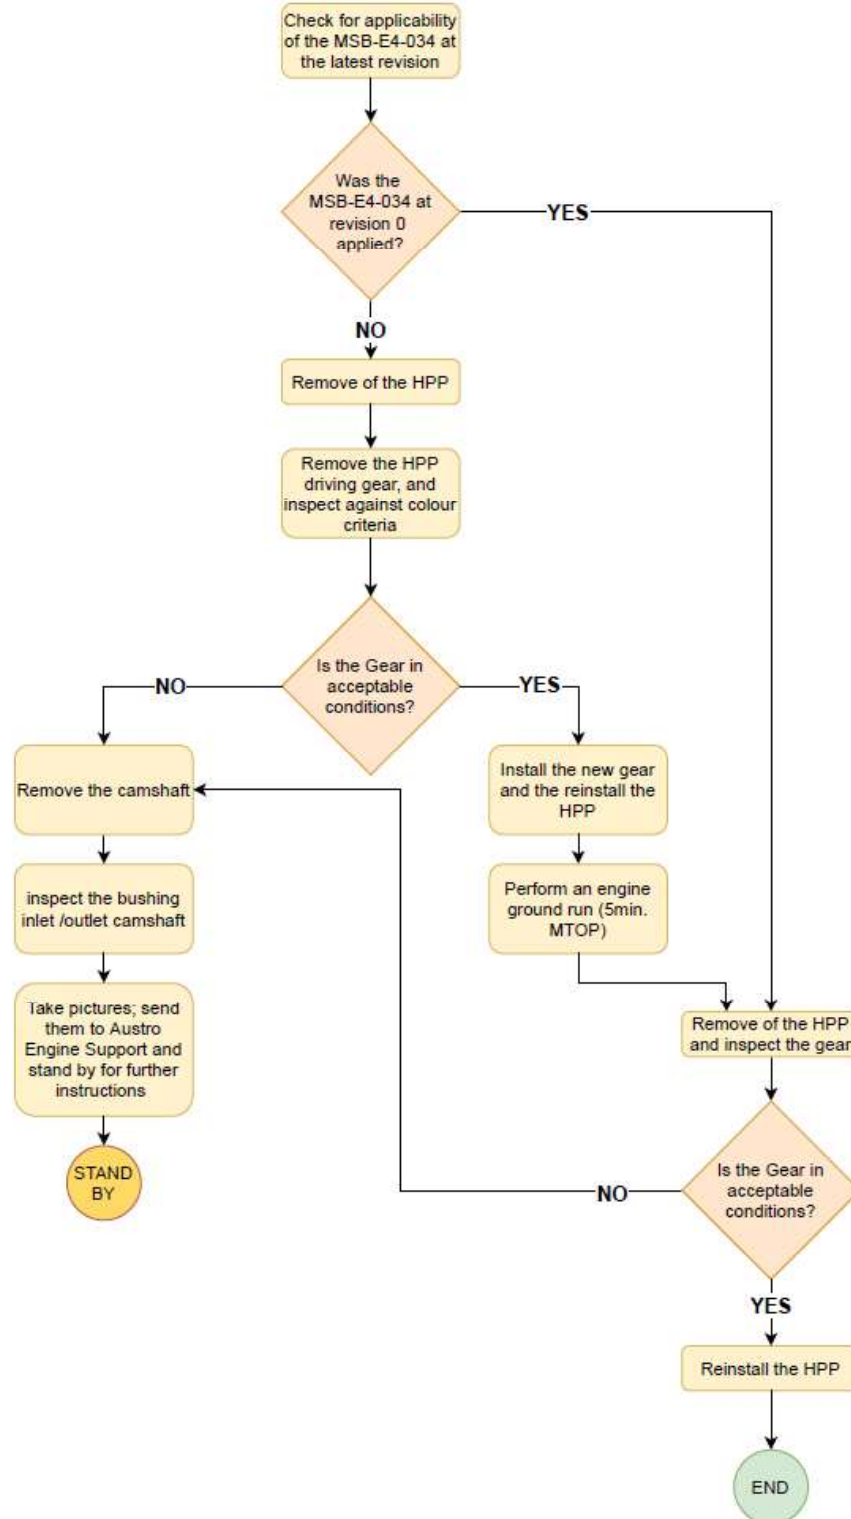 Check for applicability
of the MSB-E4-034 at
the latest revision
Was the
MSB-E4-034 at
revision 0
applied?
YES
NO
Remove of the HPP
Remove the HPP
driving gear, and
inspect against colour
criteria
Is the Gear in
acceptable
conditions?
NO
YES
Remove the camshaft
Install the new gear
and the reinstall the
HPP
inspect the bushing
inlet /outlet camshaft
Perform an engine
ground run (5min.
MTOP)
Take pictures; send
them to Austro
Engine Support and
stand by for further
instructions
Remove of the HPP
and inspect the gear
STAND
BY
Is the Gear in
acceptable
conditions?
NO
YES
Reinstall the HPP
END